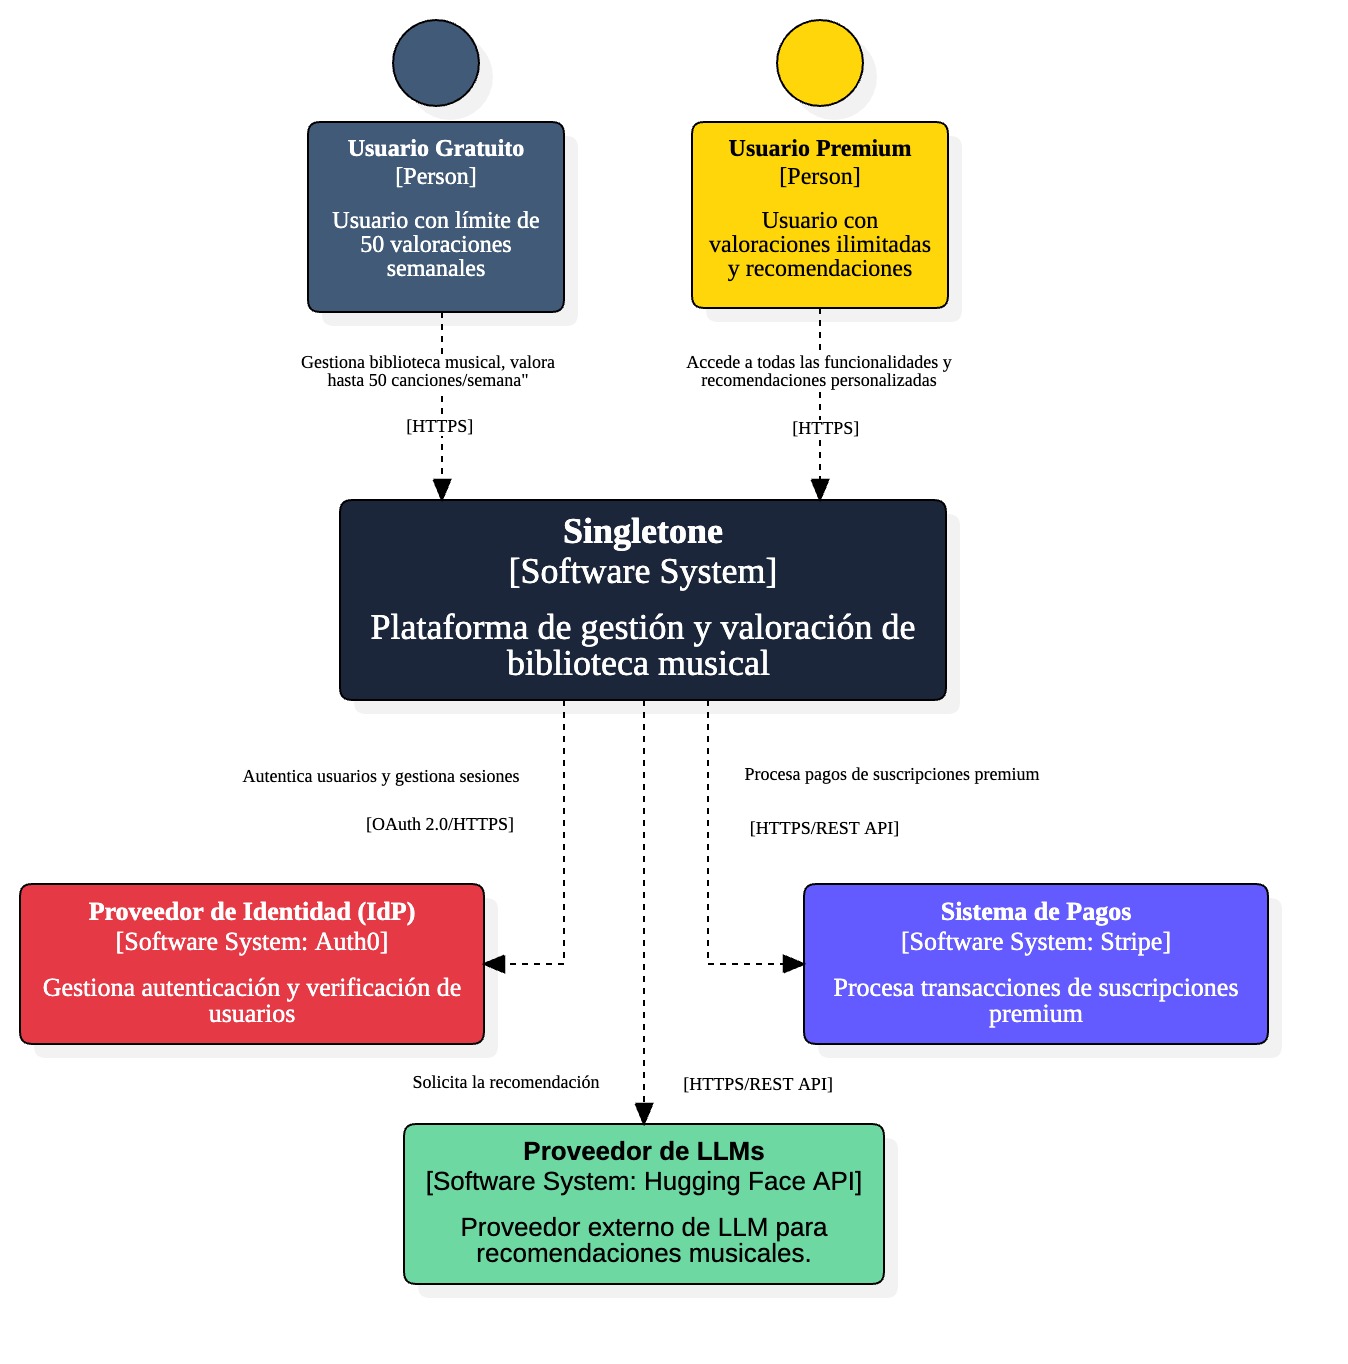 Usuario Gratuito
[Person]
Usuario con límite de
50 valoraciones
semanales
Usuario Premium
[Person]
Usuario con
valoraciones ilimitadas
y recomendaciones
Gestiona biblioteca musical, valora
hasta 50 canciones/semana"
[HTTPS]
Accede a todas las funcionalidades y
recomendaciones personalizadas
[HTTPS]
Singletone
[Software System]
Plataforma de gestión y valoración de
biblioteca musical
Autentica usuarios y gestiona sesiones
[OAuth 2.0/HTTPS]
Procesa pagos de suscripciones premium
[HTTPS/REST API]
Proveedor de Identidad (IdP)
[Software System: Auth0]
Gestiona autenticación y verificación de
usuarios
Sistema de Pagos
[Software System: Stripe]
Procesa transacciones de suscripciones
premium
Solicita la recomendación
[HTTPS/REST API]
Proveedor de LLMs
[Software System: Hugging Face API]
Proveedor externo de LLM para
recomendaciones musicales.